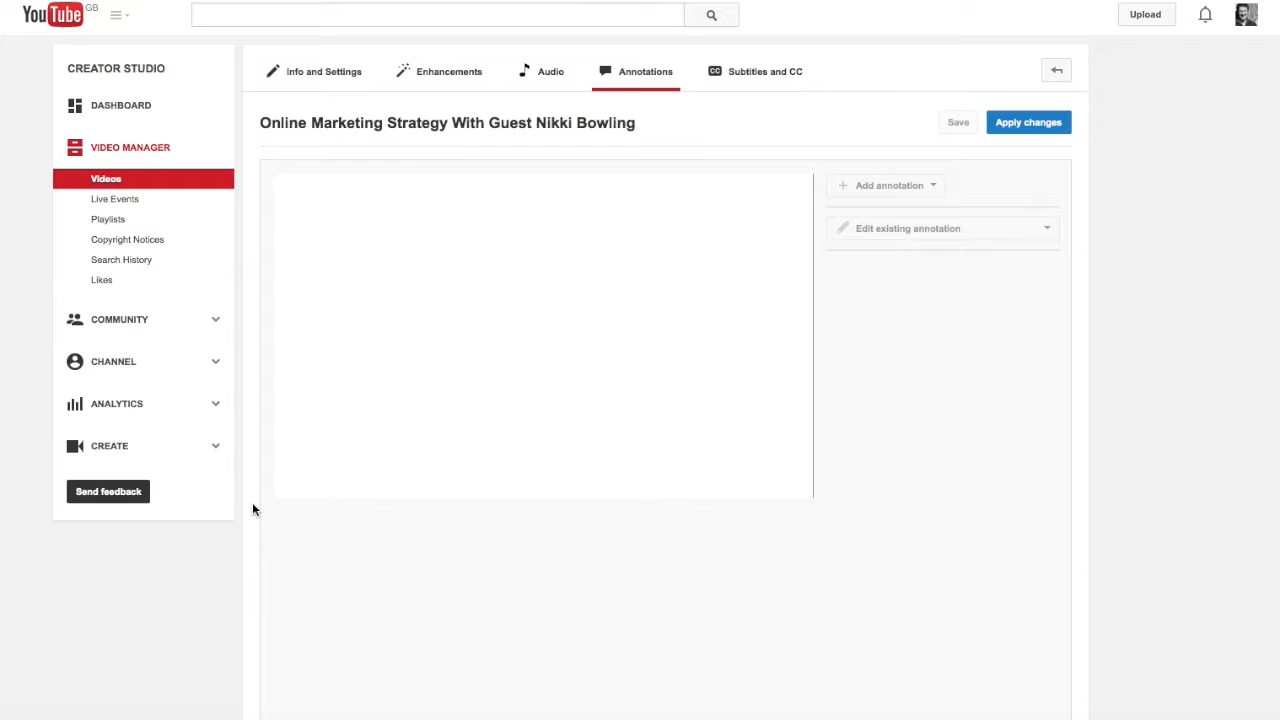 YouTube GB
Upload
CREATOR STUDIO
DASHBOARD
VIDEO MANAGER
Videos
Live Events
Playlists
Copyright Notices
Search History
Likes
COMMUNITY
CHANNEL
ANALYTICS
CREATE
Send feedback
Info and Settings
Enhancements
Audio
Annotations
CC Subtitles and CC
Online Marketing Strategy With Guest Nikki Bowling
Save
Apply changes
Add annotation
Edit existing annotation